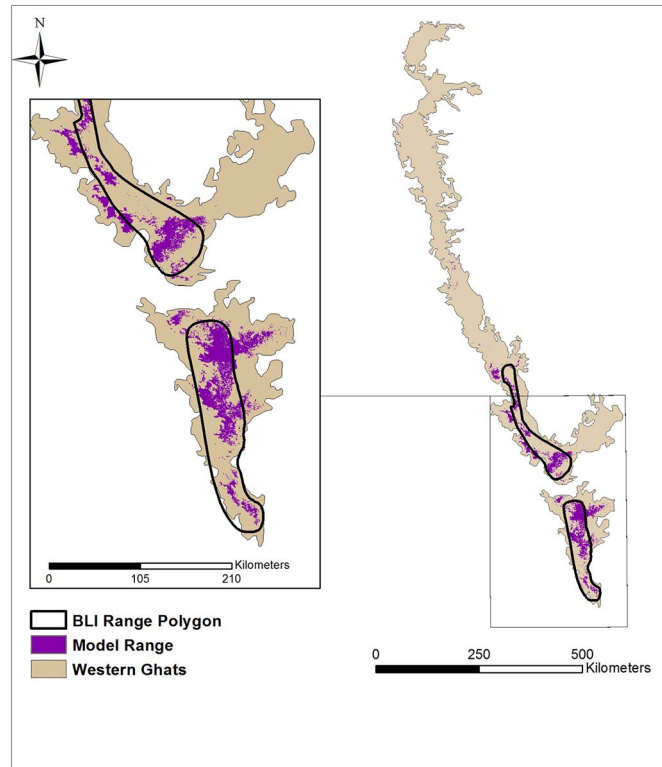 N
Kilometers
0 105 210
BLI Range Polygon
Model Range
Western Ghats
0 250 500
Kilometers